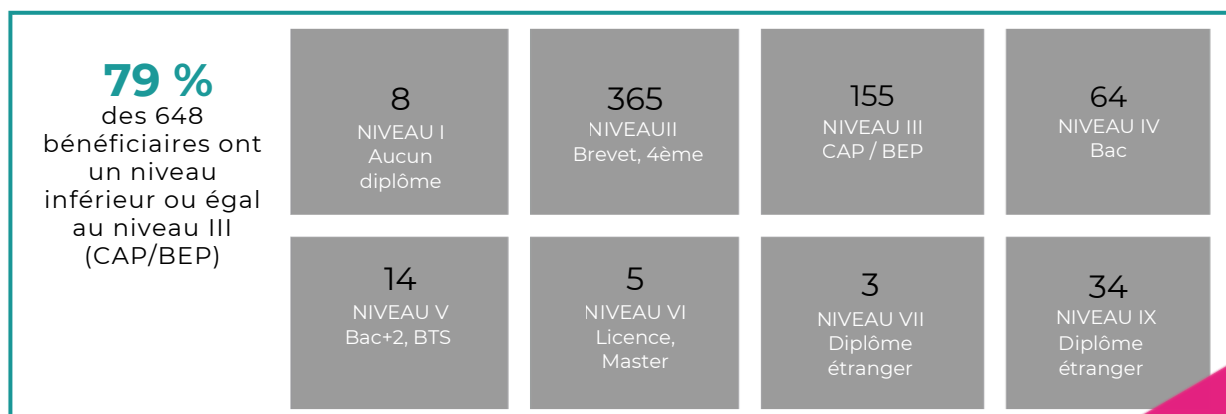 79 %
des 648
bénéficiaires ont
un niveau
inférieur ou égal
au niveau III
(CAP/BEP)
8
NIVEAU I
Aucun
diplôme
365
NIVEAUII
Brevet, 4ème
155
NIVEAU III
CAP / BEP
64
NIVEAU IV
Bac
14
NIVEAU V
Bac+2, BTS
5
NIVEAU VI
Licence,
Master
3
NIVEAU VII
Diplôme
étranger
34
NIVEAU IX
Diplôme
étranger